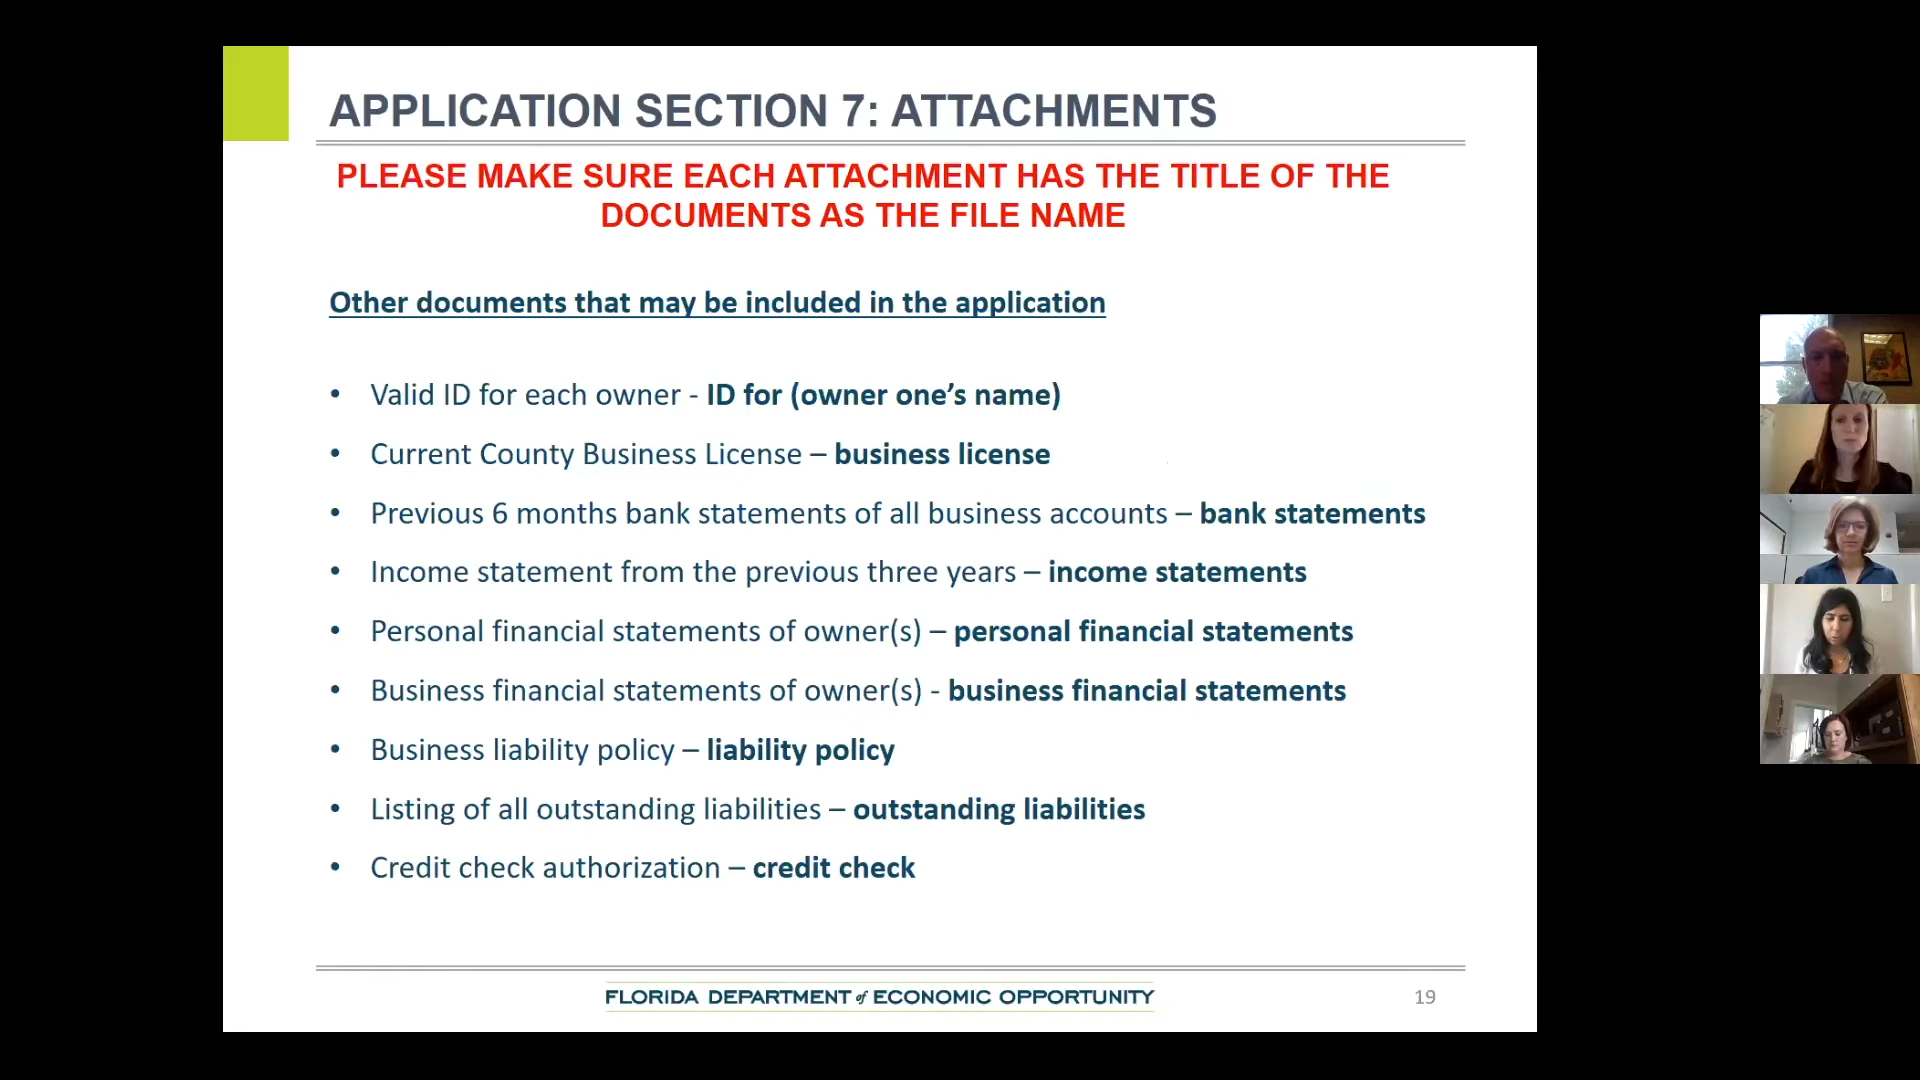 APPLICATION SECTION 7: ATTACHMENTS
PLEASE MAKE SURE EACH ATTACHMENT HAS THE TITLE OF THE
DOCUMENTS AS THE FILE NAME
Other documents that may be included in the application
• Valid ID for each owner - ID for (owner one’s name)
• Current County Business License – business license
• Previous 6 months bank statements of all business accounts – bank statements
• Income statement from the previous three years – income statements
• Personal financial statements of owner(s) – personal financial statements
• Business financial statements of owner(s) - business financial statements
• Business liability policy – liability policy
• Listing of all outstanding liabilities – outstanding liabilities
• Credit check authorization – credit check
FLORIDA DEPARTMENT of ECONOMIC OPPORTUNITY
19